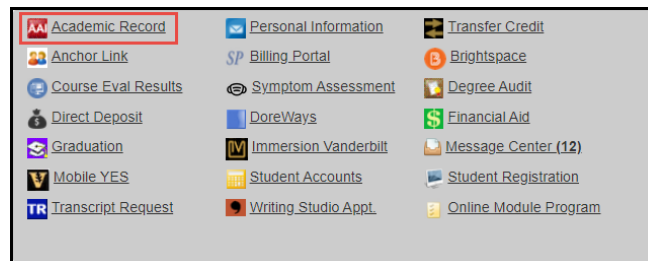 Academic Record Personal Information Transfer Credit
Anchor Link SP Billing Portal B Brightspace
Course Eval Results Symptom Assessment Degree Audit
Direct Deposit DoreWays $ Financial Aid
Graduation Immersion Vanderbilt Message Center (12)
V Mobile YES Student Accounts Student Registration
TR Transcript Request Writing Studio Appt. Online Module Program